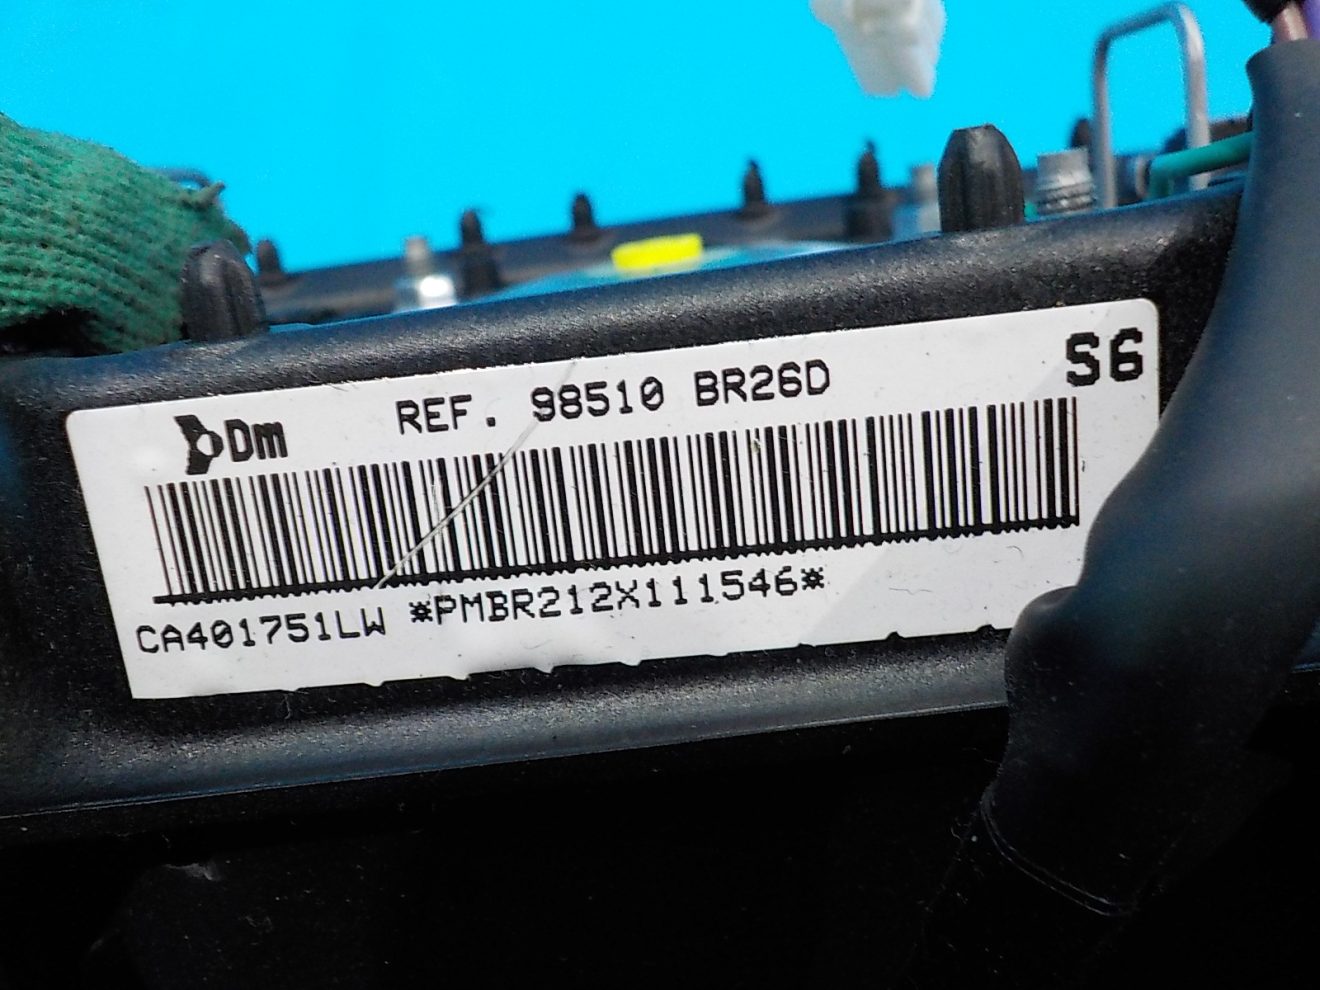 Dm REF. 98510 BR26D S6
CA401751LW *PMBR212X111546*